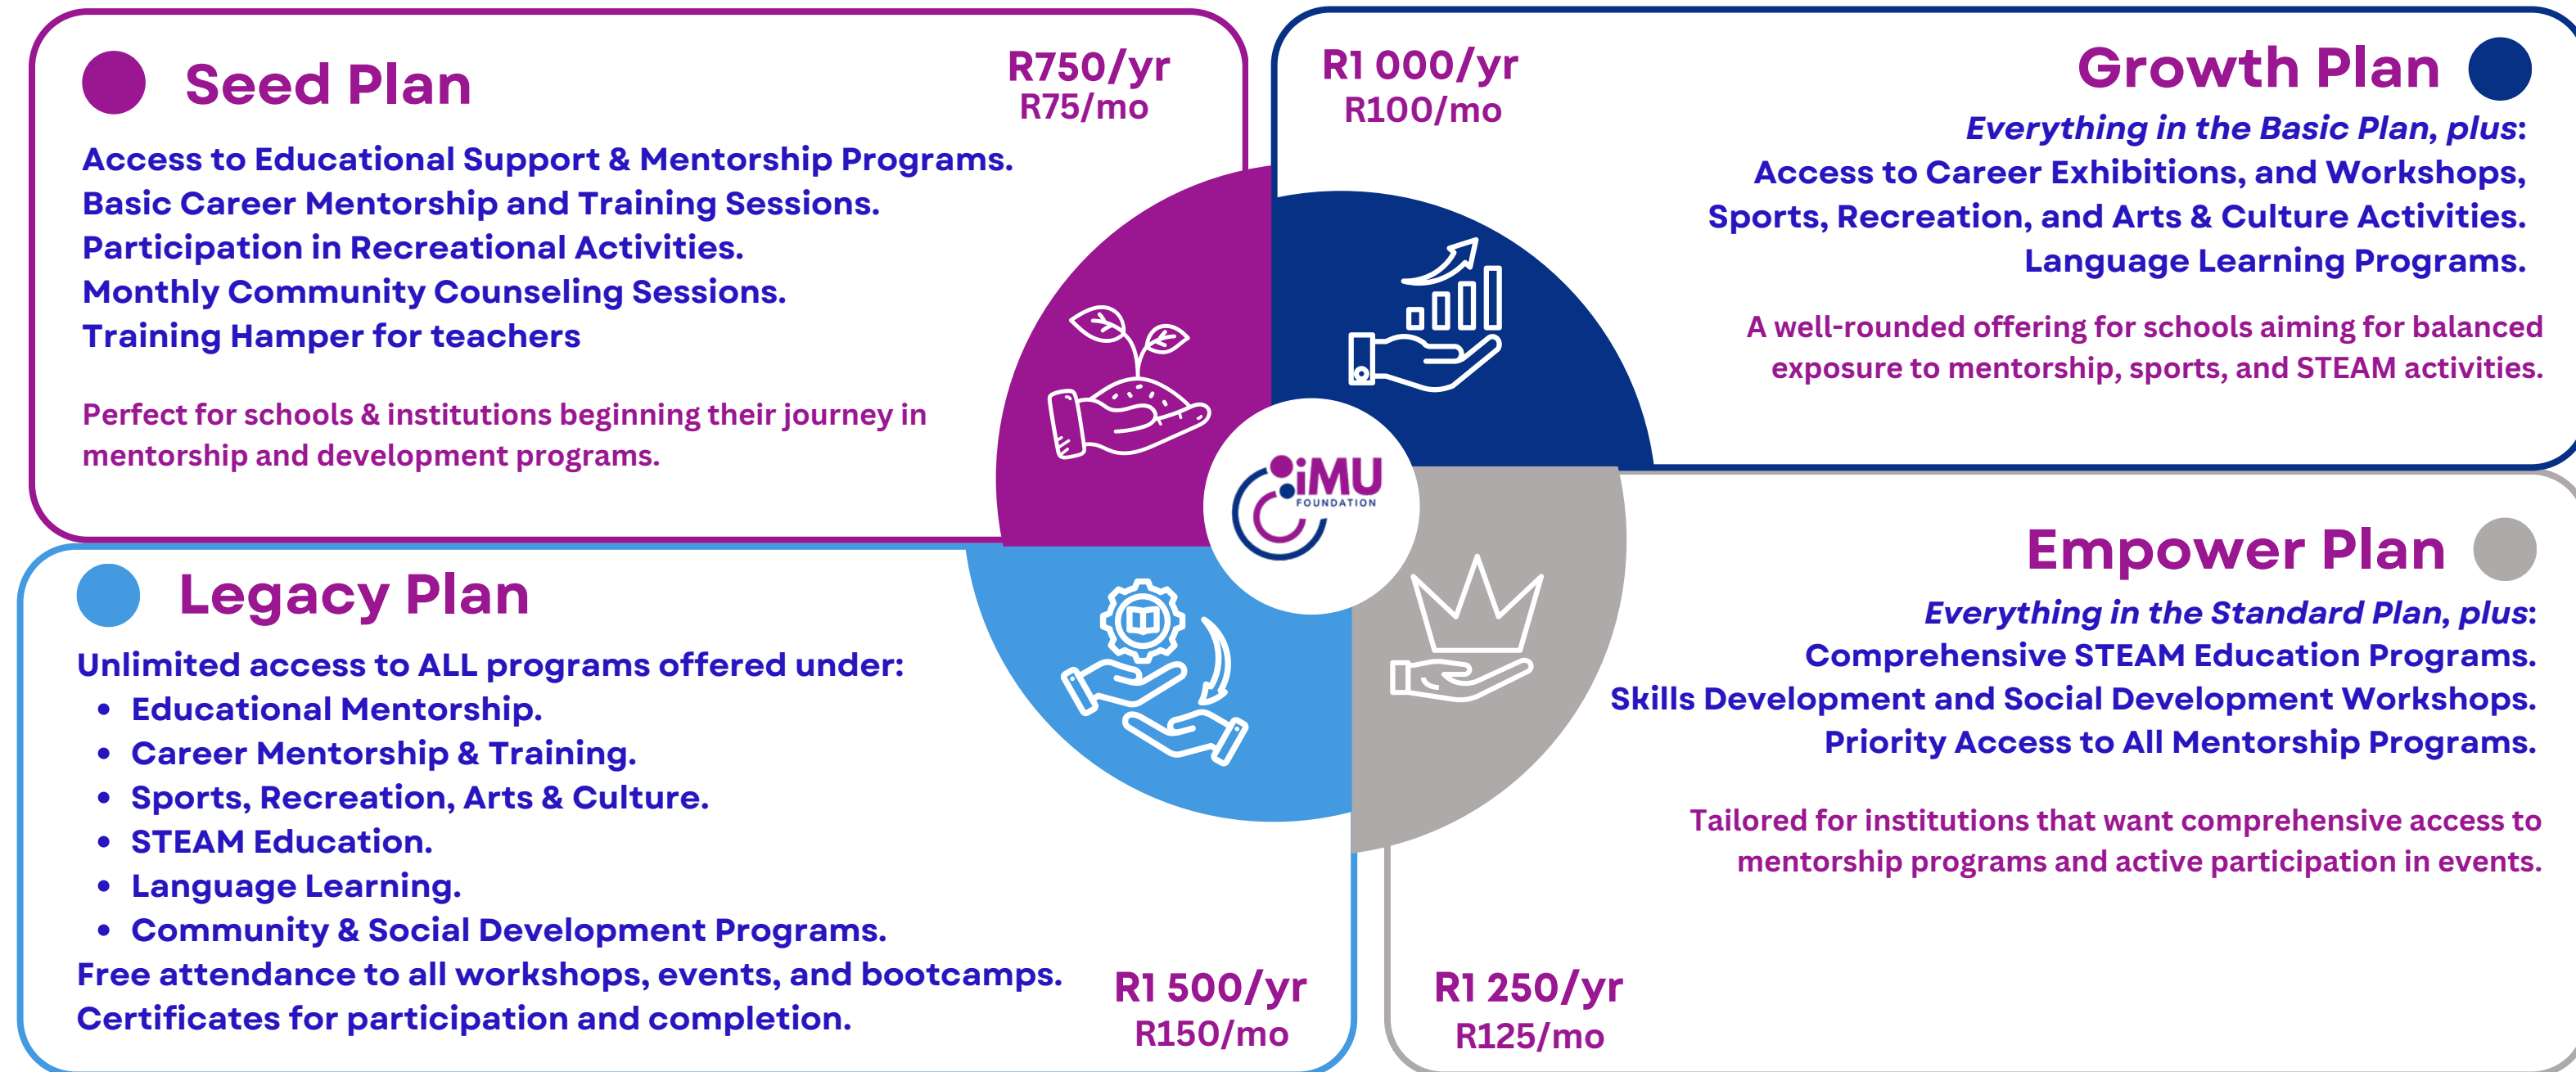 Seed Plan
R750/yr
R75/mo
Access to Educational Support & Mentorship Programs.
Basic Career Mentorship and Training Sessions.
Participation in Recreational Activities.
Monthly Community Counseling Sessions.
Training Hamper for teachers
Perfect for schools & institutions beginning their journey in
mentorship and development programs.
R1 000/yr
R100/mo
Growth Plan
Everything in the Basic Plan, plus:
Access to Career Exhibitions, and Workshops,
Sports, Recreation, and Arts & Culture Activities.
Language Learning Programs.
A well-rounded offering for schools aiming for balanced
exposure to mentorship, sports, and STEAM activities.
iMU
FOUNDATION
Legacy Plan
Unlimited access to ALL programs offered under:
• Educational Mentorship.
• Career Mentorship & Training.
• Sports, Recreation, Arts & Culture.
• STEAM Education.
• Language Learning.
• Community & Social Development Programs.
Free attendance to all workshops, events, and bootcamps.
Certificates for participation and completion.
R1 500/yr
R150/mo
Empower Plan
Everything in the Standard Plan, plus:
Comprehensive STEAM Education Programs.
Skills Development and Social Development Workshops.
Priority Access to All Mentorship Programs.
Tailored for institutions that want comprehensive access to
mentorship programs and active participation in events.
R1 250/yr
R125/mo